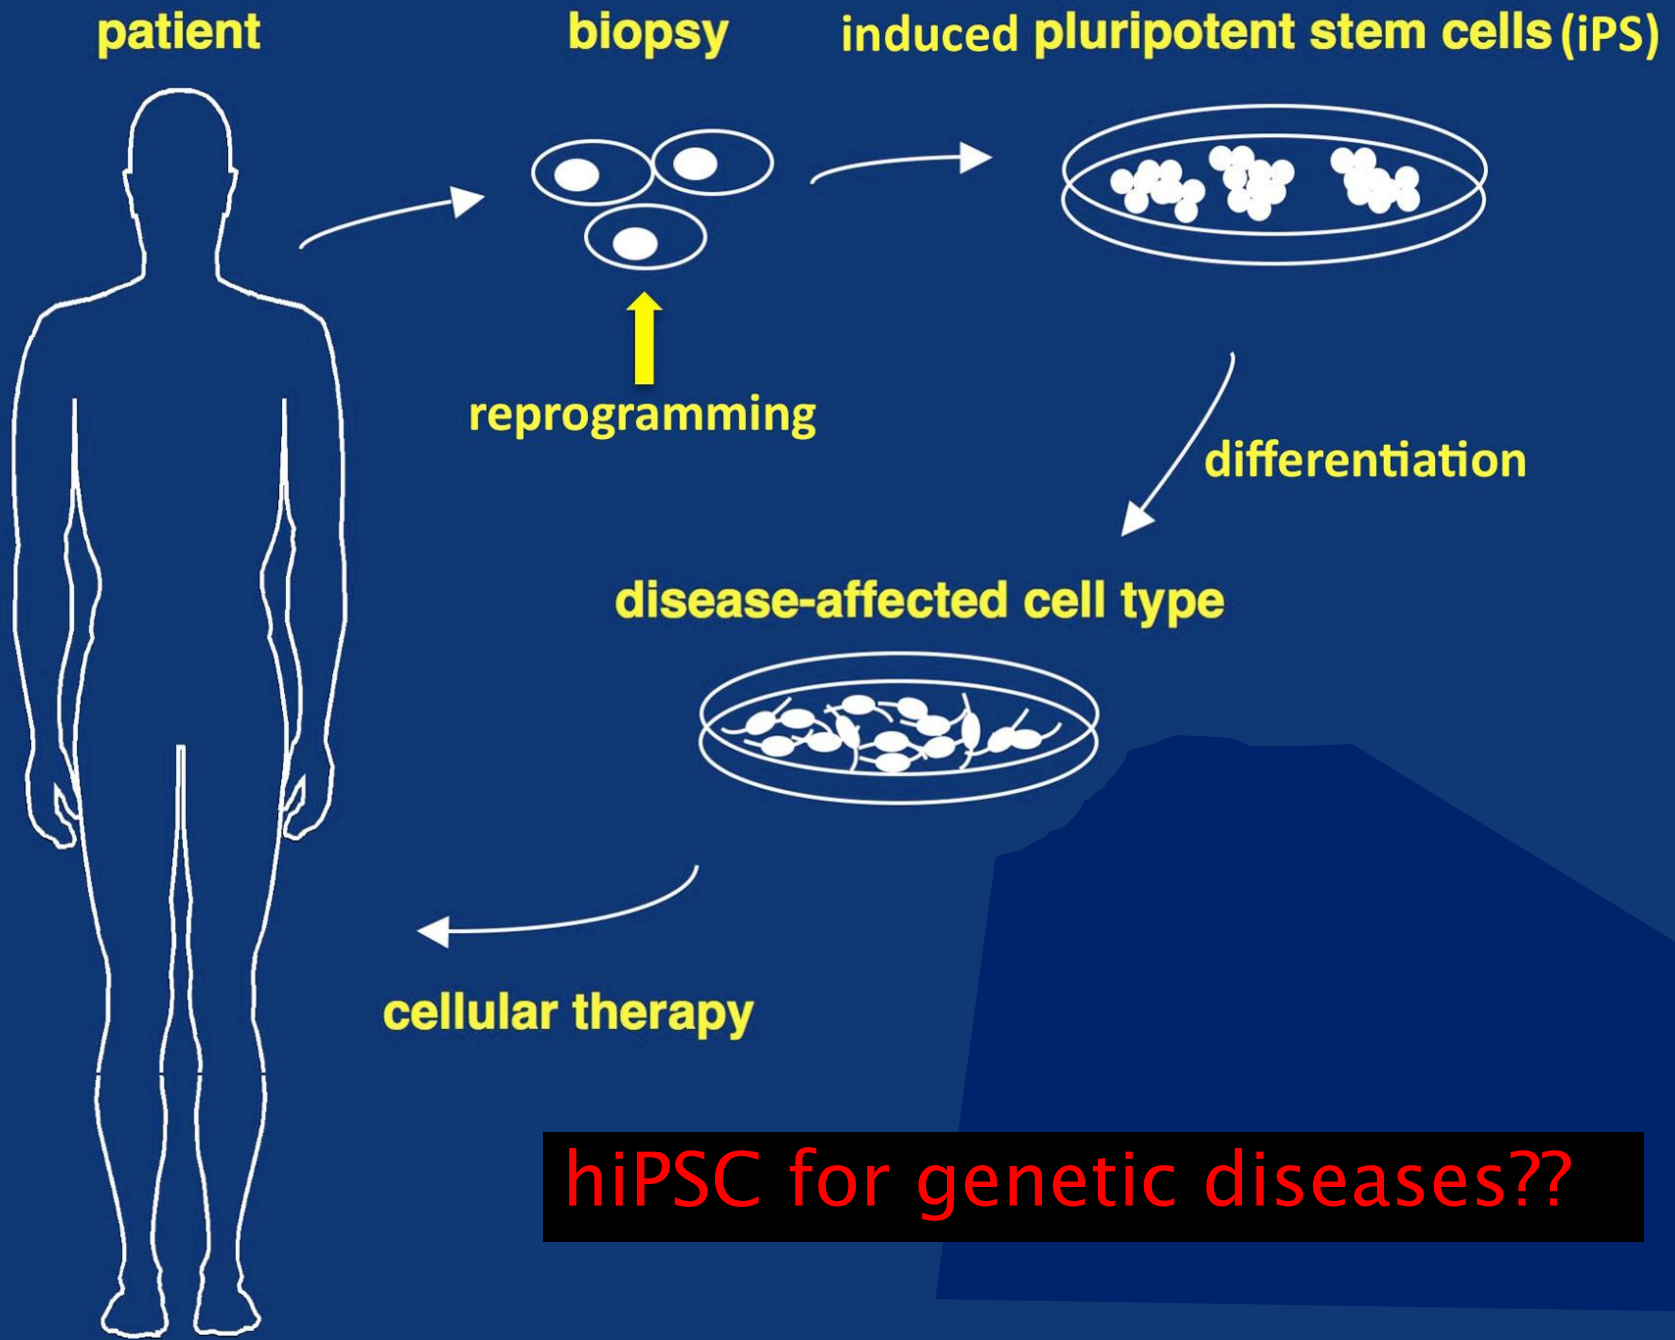 patient
biopsy
induced pluripotent stem cells (iPS)
reprogramming
differentiation
disease-affected cell type
cellular therapy
hiPSC for genetic diseases??